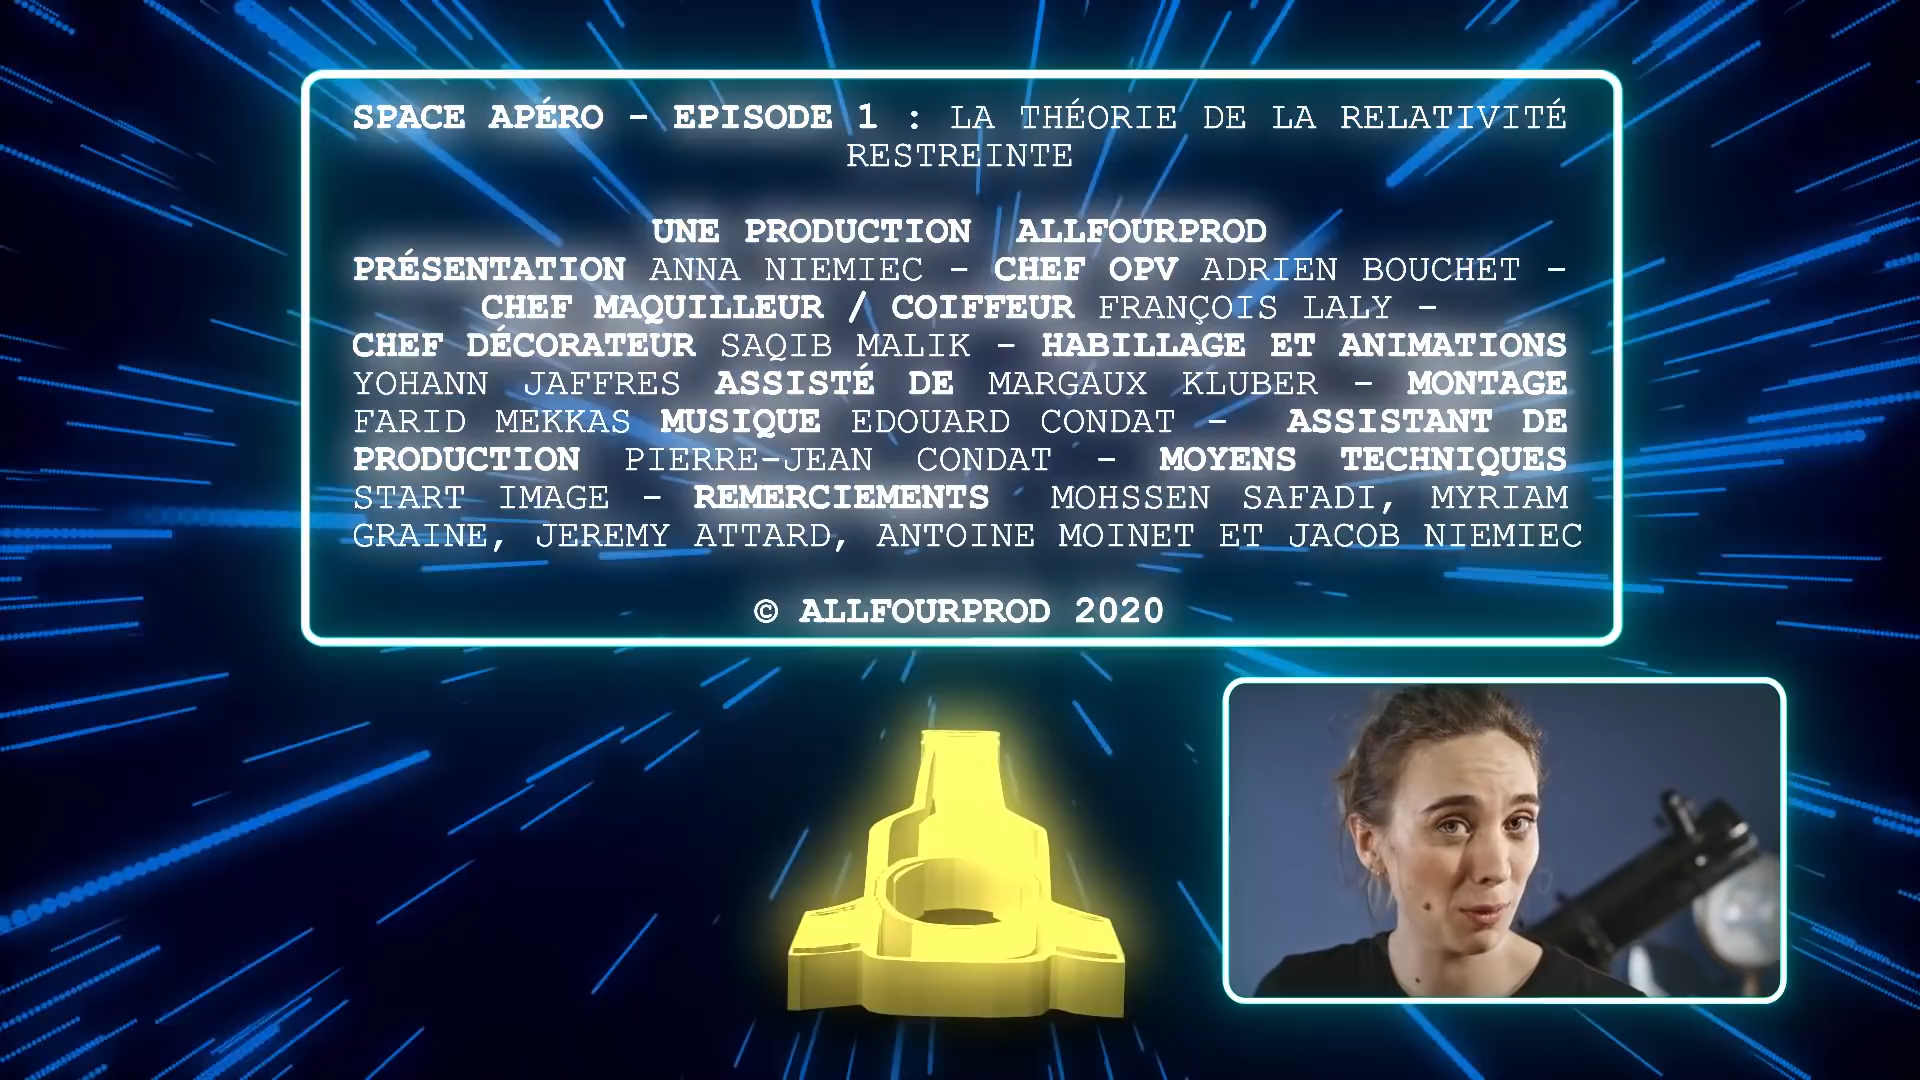 SPACE APÉRO - EPISODE 1 : LA THÉORIE DE LA RELATIVITÉ
RESTREINTE
UNE PRODUCTION ALLFOURPROD
PRÉSENTATION ANNA NIEMIEC - CHEF OPV ADRIEN BOUCHET -
CHEF MAQUILLEUR / COIFFEUR FRANÇOIS LALY -
CHEF DÉCORATEUR SAQIB MALIK - HABILLAGE ET ANIMATIONS
YOHANN JAFFRES ASSISTÉ DE MARGAUX KLUBER - MONTAGE
FARID MEKKAS MUSIQUE EDOUARD CONDAT - ASSISTANT DE
PRODUCTION PIERRE-JEAN CONDAT - MOYENS TECHNIQUES
START IMAGE - REMERCIEMENTS MOHSSEN SAFADI, MYRIAM
GRAINE, JEREMY ATTARD, ANTOINE MOINET ET JACOB NIEMIEC
© ALLFOURPROD 2020